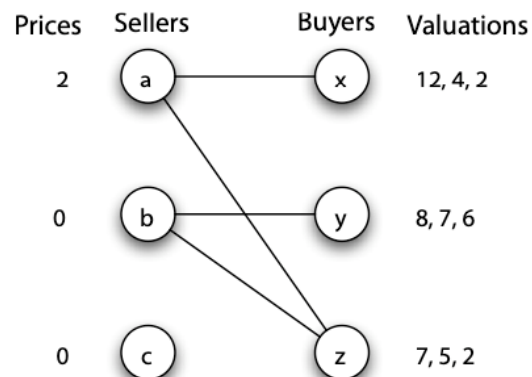 Prices Sellers Buyers Valuations
2 a x 12, 4, 2
0 b y 8, 7, 6
0 c z 7, 5, 2